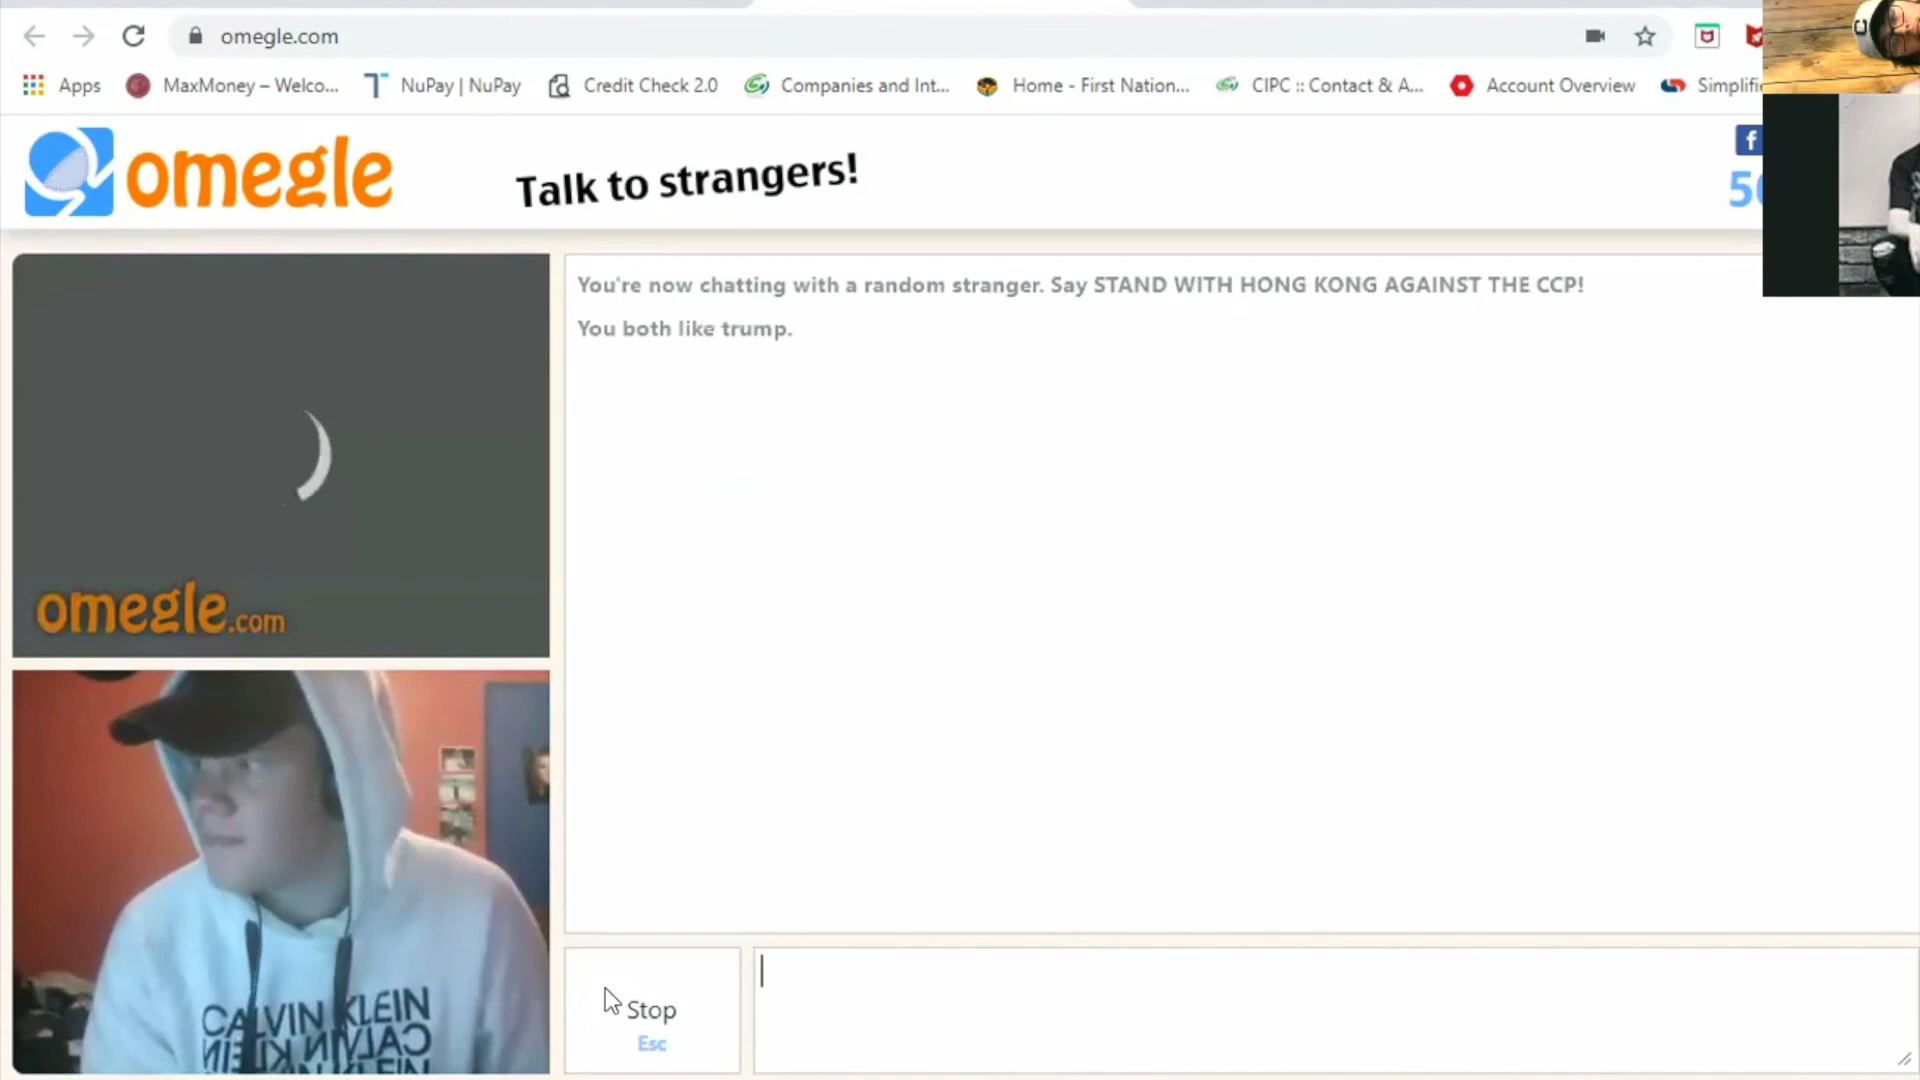 omegle.com
Apps
MaxMoney – Welco...
NuPay | NuPay
Credit Check 2.0
Companies and Int...
Home - First Nation...
CIPC :: Contact & A...
Account Overview
omegle
Talk to strangers!
You're now chatting with a random stranger. Say STAND WITH HONG KONG AGAINST THE CCP!
You both like trump.
omegle.com
CALVIN KLEIN
Stop
Esc